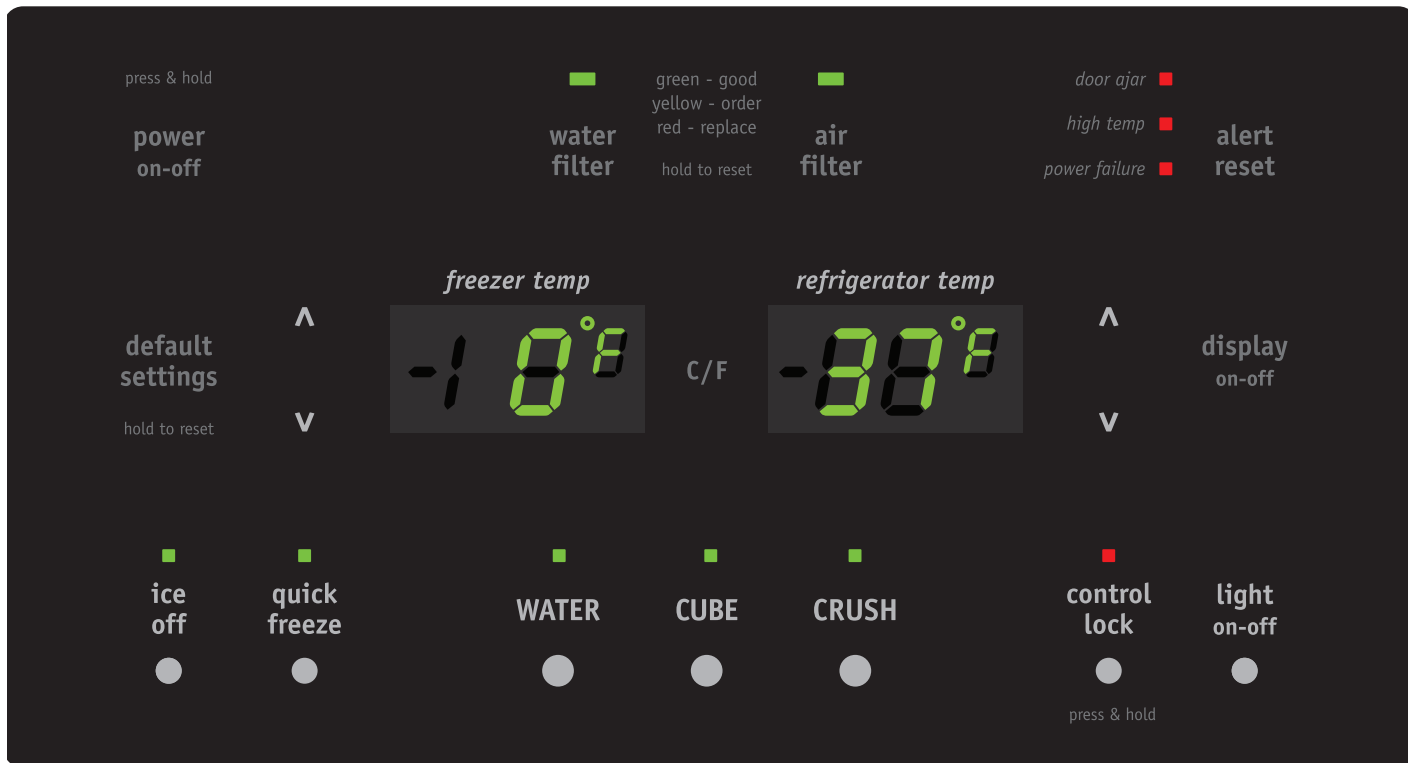 press & hold
power
on-off
water
filter
green - good
yellow - order
red - replace
hold to reset
air
filter
door ajar
high temp
power failure
alert
reset
default
settings
hold to reset
freezer temp
0°F
C/F
refrigerator temp
37°F
display
on-off
ice
off
quick
freeze
WATER
CUBE
CRUSH
control
lock
press & hold
light
on-off